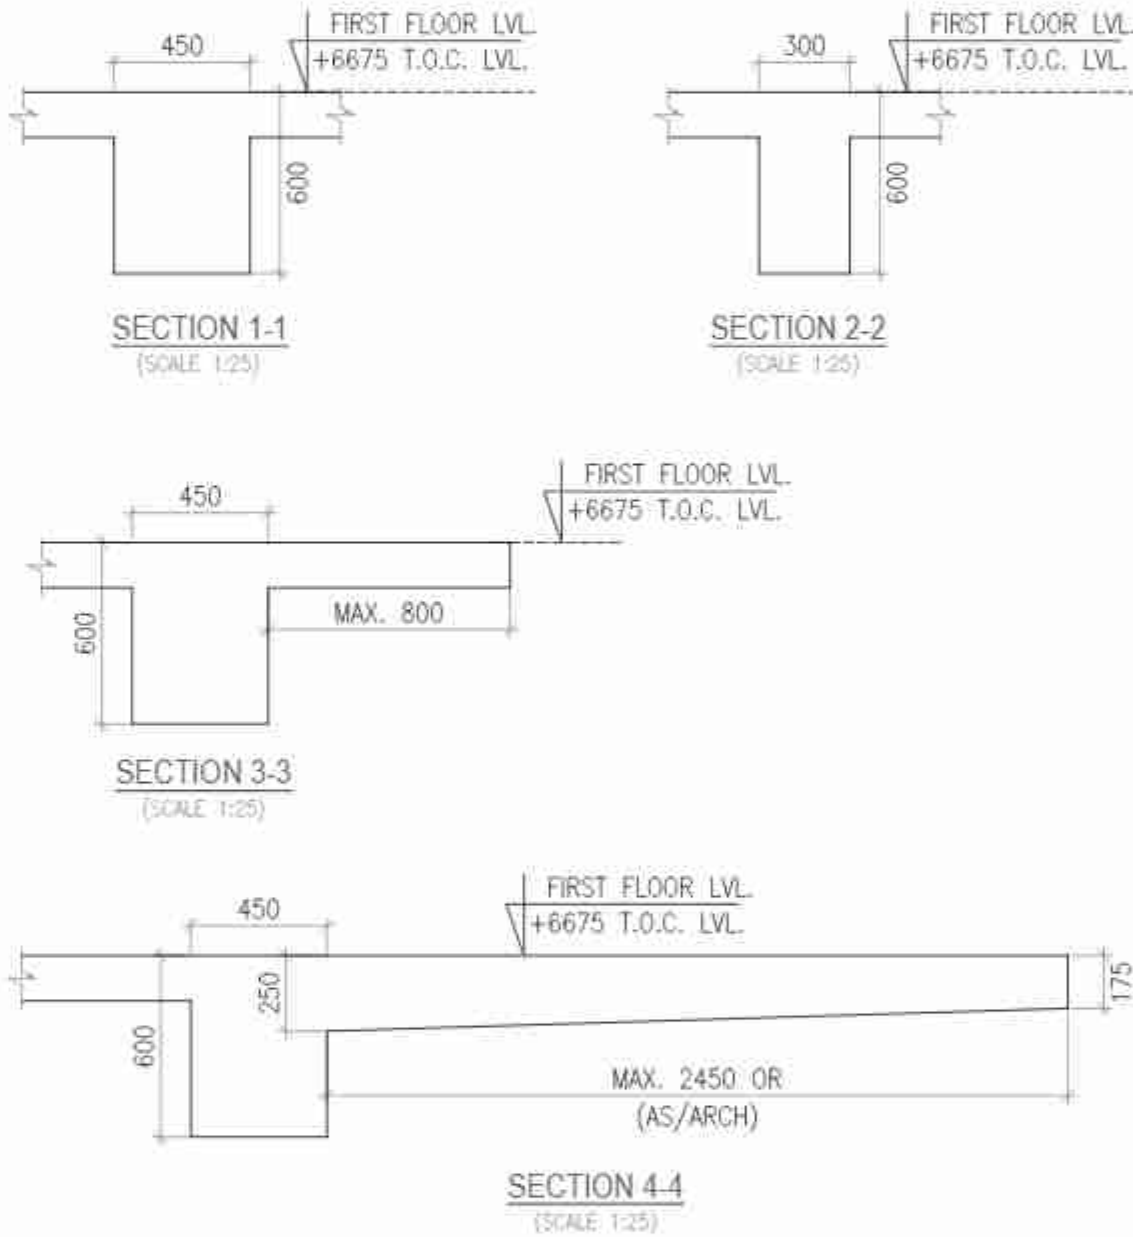 FIRST FLOOR LVL.
+6675 T.O.C. LVL.
450
600
SECTION 1-1
(SCALE 1:25)
FIRST FLOOR LVL.
+6675 T.O.C. LVL.
300
600
SECTION 2-2
(SCALE 1:25)
FIRST FLOOR LVL.
+6675 T.O.C. LVL.
450
MAX. 800
600
SECTION 3-3
(SCALE 1:25)
FIRST FLOOR LVL.
+6675 T.O.C. LVL.
450
250
175
600
MAX. 2450 OR
(AS/ARCH)
SECTION 4-4
(SCALE 1:25)